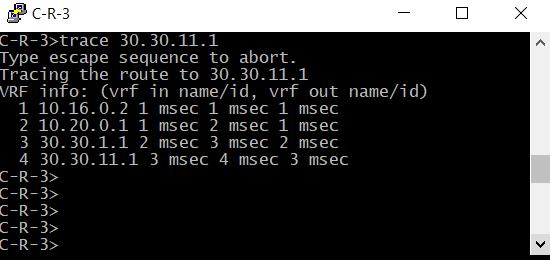 C-R-3
C-R-3>trace 30.30.11.1
Type escape sequence to abort.
Tracing the route to 30.30.11.1
VRF info: (vrf in name/id, vrf out name/id)
  1 10.16.0.2 1 msec 1 msec 1 msec
  2 10.20.0.1 1 msec 2 msec 1 msec
  3 30.30.1.1 2 msec 3 msec 2 msec
  4 30.30.11.1 3 msec 4 msec 3 msec
C-R-3>
C-R-3>
C-R-3>
C-R-3>
C-R-3>